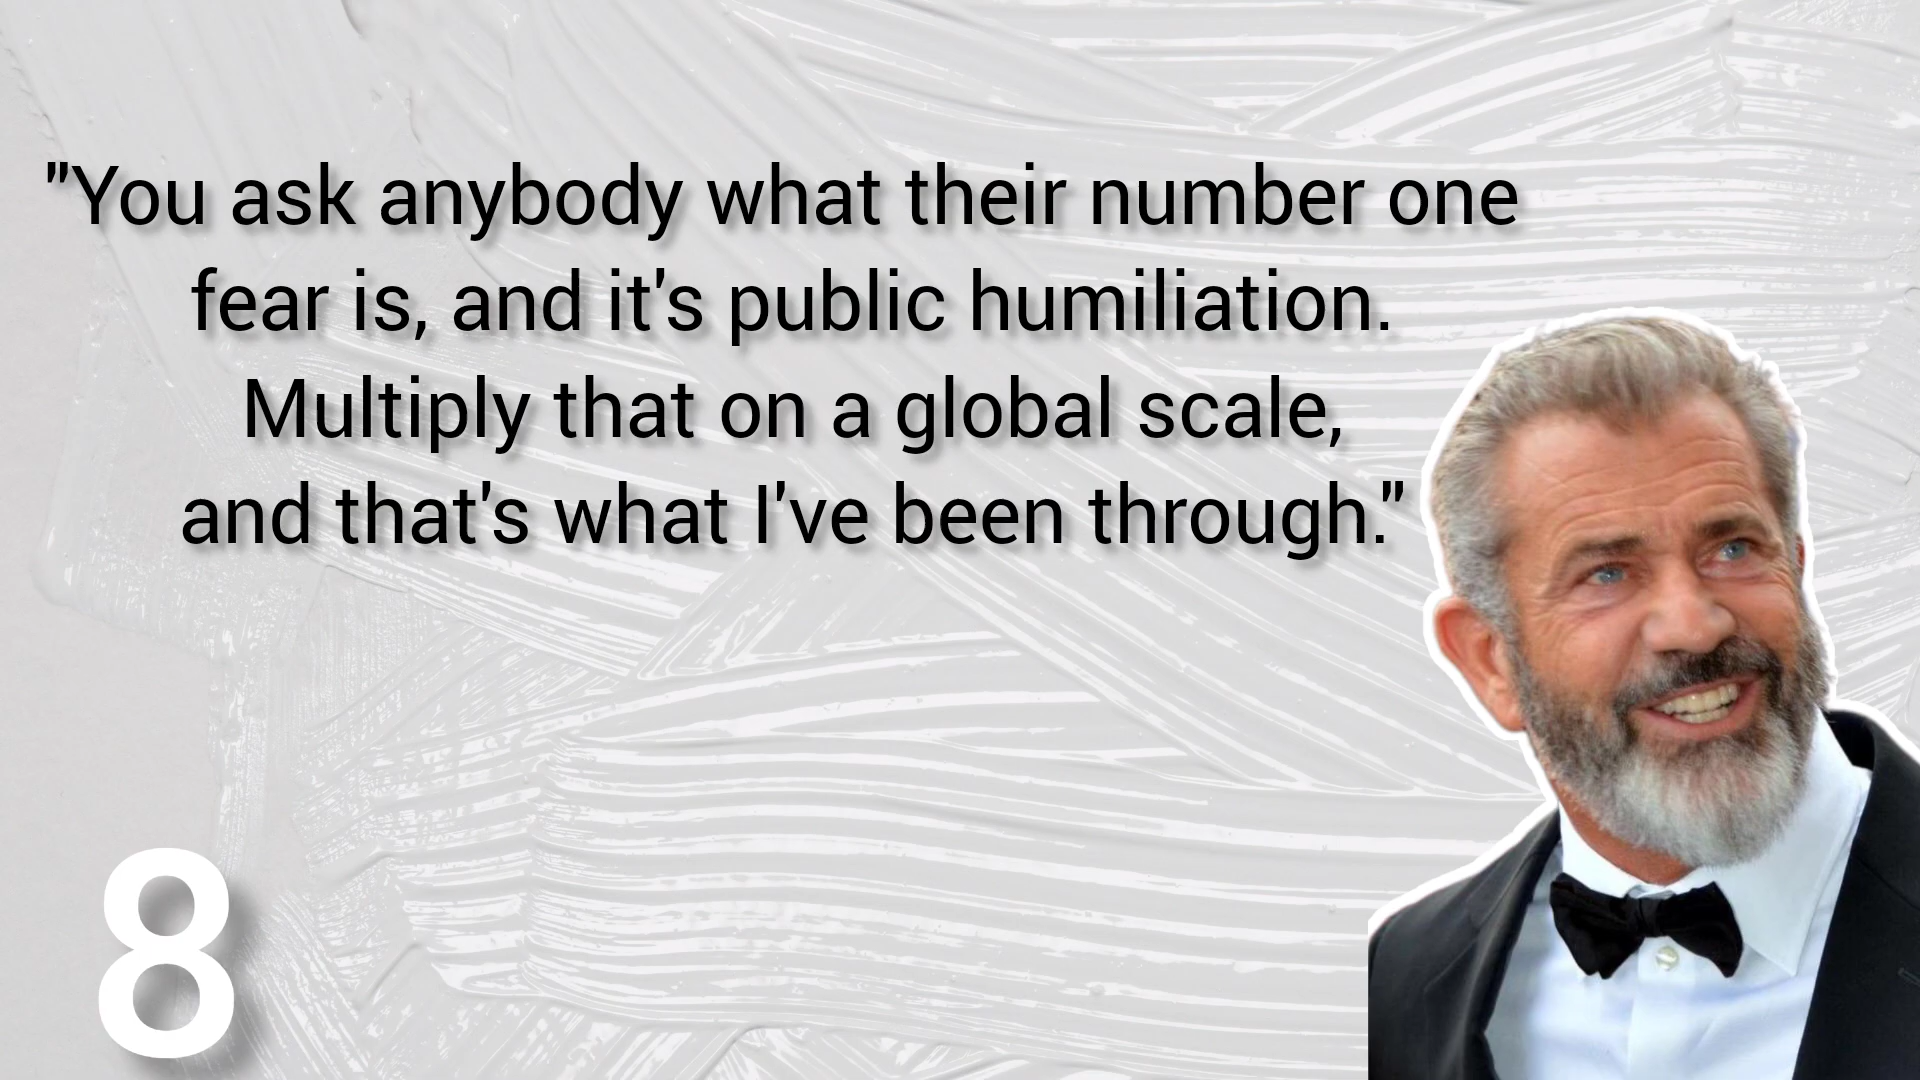 "You ask anybody what their number one
fear is, and it's public humiliation.
Multiply that on a global scale,
and that's what I've been through."
8